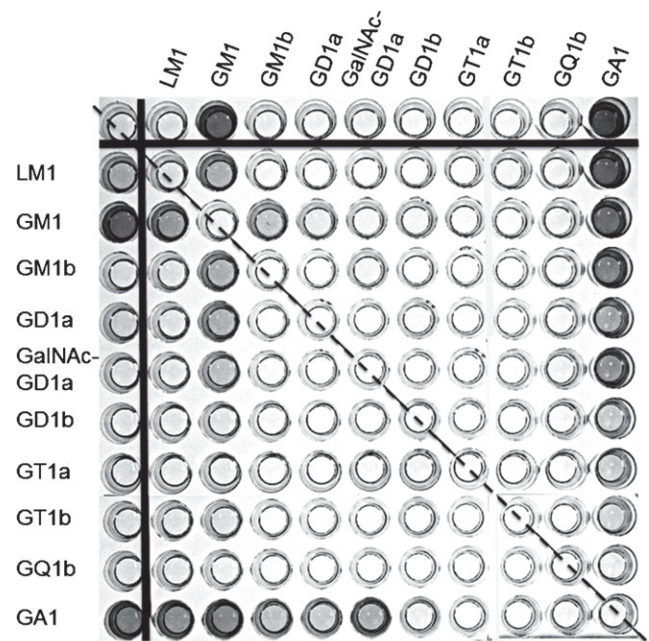 LM1
GM1
GM1b
GD1a
GalNAc-
GD1a
GD1b
GT1a
GT1b
GQ1b
GA1
LM1
GM1
GM1b
GD1a
GalNAc-
GD1a
GD1b
GT1a
GT1b
GQ1b
GA1